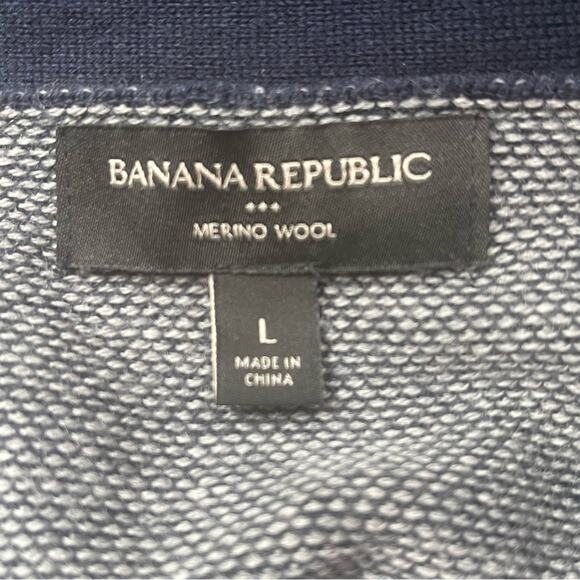 BANANA REPUBLIC
MERINO WOOL
L
MADE IN
CHINA